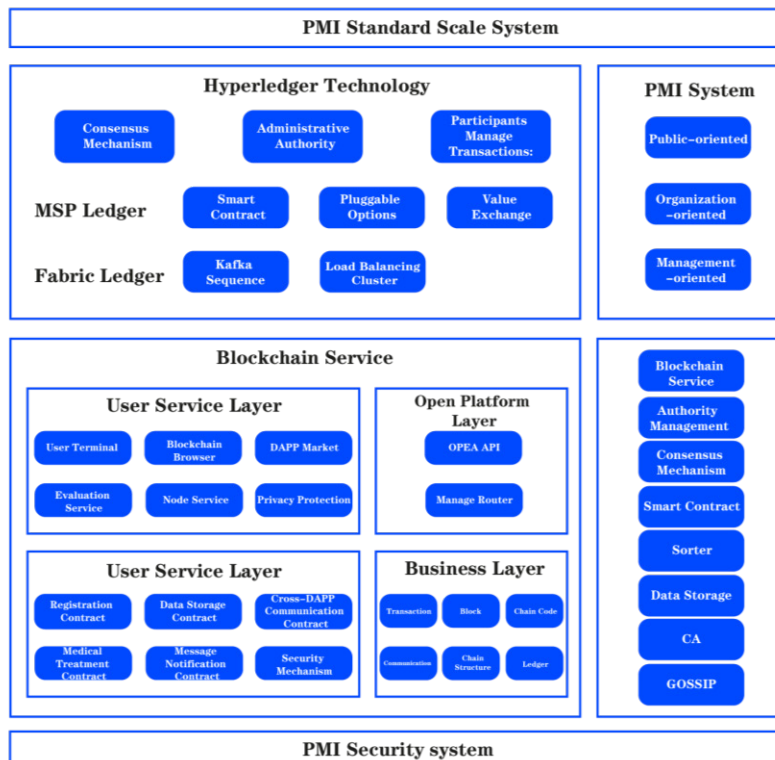 PMI Standard Scale System
Hyperledger Technology
Consensus
Mechanism
Administrative
Authority
Participants
Manage
Transactions:
MSP Ledger
Smart
Contract
Pluggable
Options
Value
Exchange
Fabric Ledger
Kafka
Sequence
Load Balancing
Cluster
PMI System
Public-oriented
Organization
-oriented
Management
-oriented
Blockchain Service
User Service Layer
User Terminal
Blockchain
Browser
DAPP Market
Evaluation
Service
Node Service
Privacy Protection
Open Platform
Layer
OPEA API
Manage Router
User Service Layer
Registration
Contract
Data Storage
Contract
Cross-DAPP
Communication
Contract
Medical
Treatment
Contract
Message
Notification
Contract
Security
Mechanism
Business Layer
Transaction
Block
Chain Code
Communication
Chain
Structure
Ledger
Blockchain
Service
Authority
Management
Consensus
Mechanism
Smart Contract
Sorter
Data Storage
CA
GOSSIP
PMI Security system